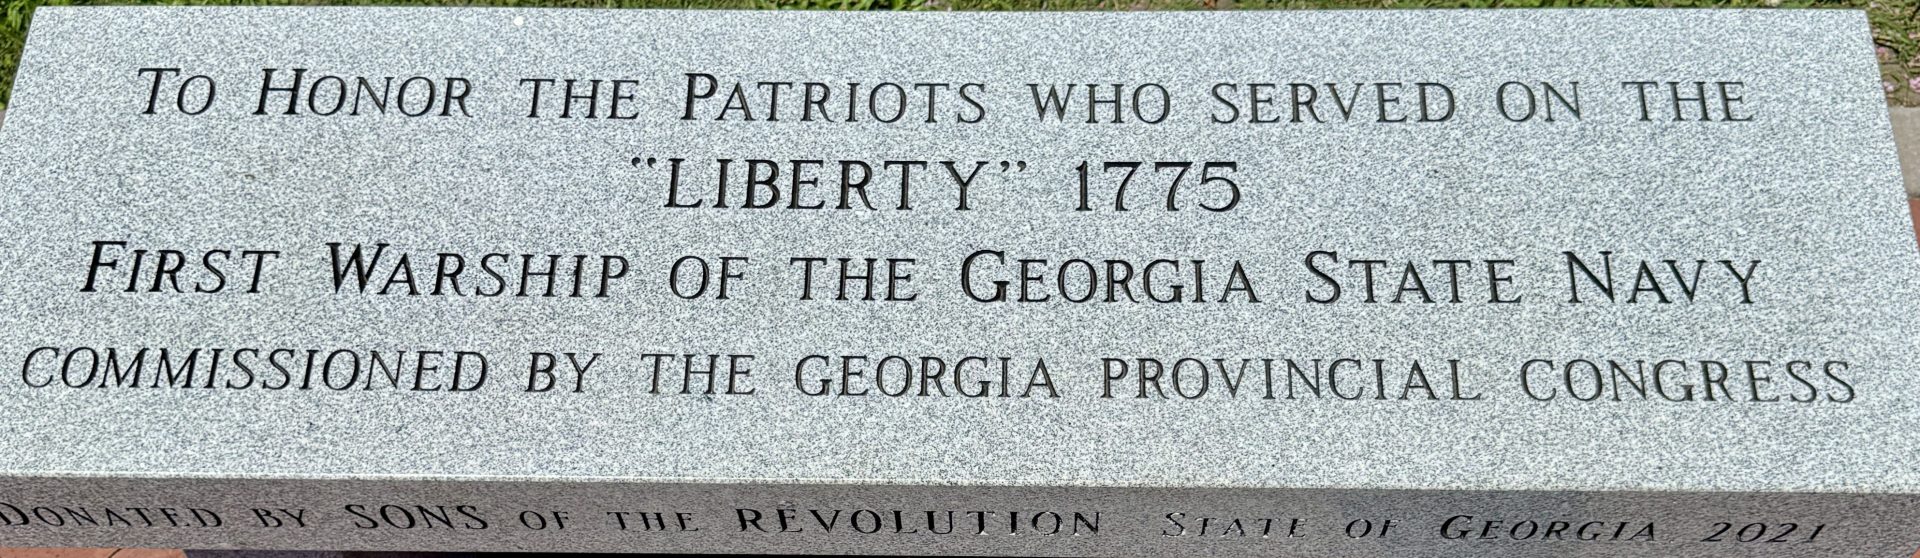 To Honor the Patriots who served on the
"LIBERTY" 1775
First Warship of the Georgia State Navy
commissioned by the georgia provincial congress
Donated by SONS of the REVOLUTION State of Georgia 2021